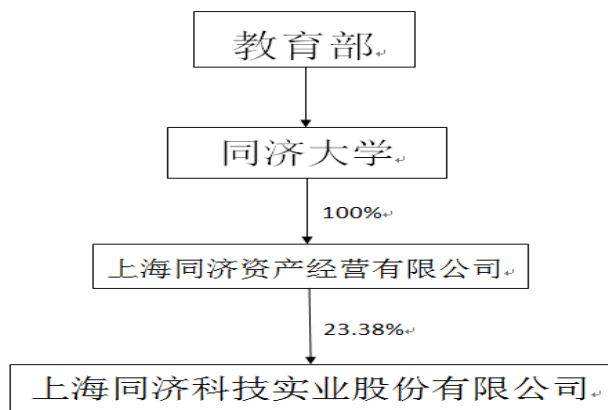 教育部
同济大学
100%
上海同济资产经营有限公司
23.38%
上海同济科技实业股份有限公司